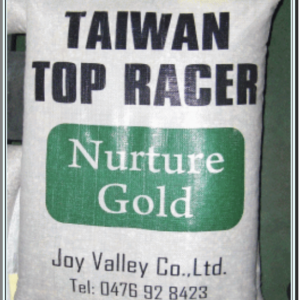 TAIWAN
TOP RACER
Nurture
Gold
Joy Valley Co.,Ltd.
Tel: 0476 92 8423